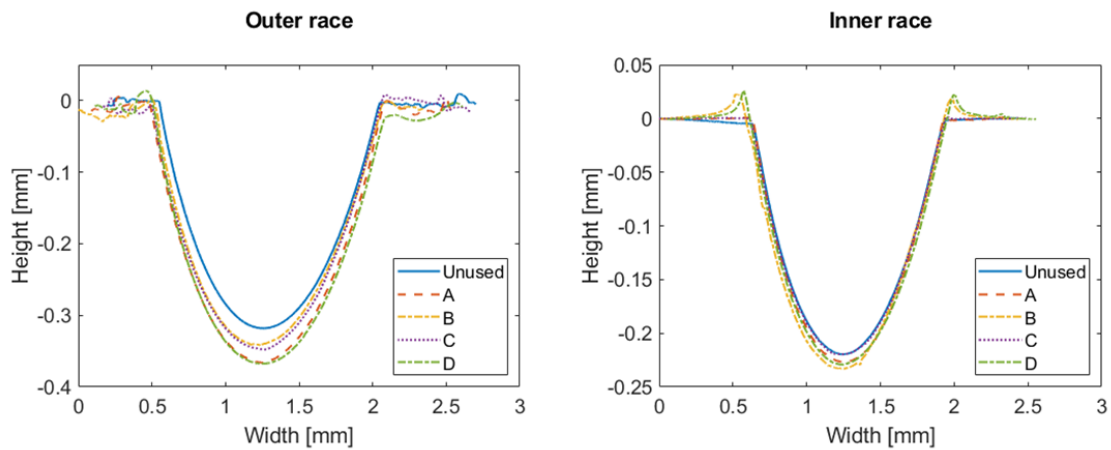 Outer race
0
-0.1
-0.2
-0.3
-0.4
Height [mm]
0
0.5
1
1.5
2
2.5
3
Width [mm]
Unused
A
B
C
D
Inner race
0.05
0
-0.05
-0.1
-0.15
-0.2
-0.25
Height [mm]
0
0.5
1
1.5
2
2.5
3
Width [mm]
Unused
A
B
C
D